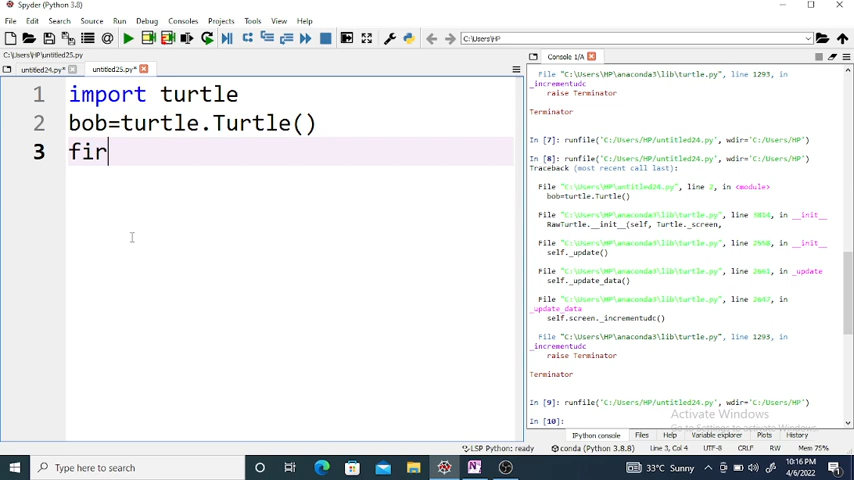 Spyder (Python 3.8)
File Edit Search Source Run Debug Consoles Projects Tools View Help
C:\Users\HP
C:\Users\HP\untitled25.py
untitled24.py* untitled25.py* Console 1/A
1 import turtle
2 bob=turtle.Turtle()
3 fir
File "C:\Users\HP\anaconda3\lib\turtle.py", line 1293, in
_incrementudc
raise Terminator
Terminator
In [7]: runfile('C:/Users/HP/untitled24.py', wdir='C:/Users/HP')
In [8]: runfile('C:/Users/HP/untitled24.py', wdir='C:/Users/HP')
Traceback (most recent call last):
File "C:\Users\HP\untitled24.py", line 2, in <module>
bob=turtle.Turtle()
File "C:\Users\HP\anaconda3\lib\turtle.py", line 3814, in __init__
RawTurtle.__init__(self, Turtle._screen,
File "C:\Users\HP\anaconda3\lib\turtle.py", line 2558, in __init__
self._update()
File "C:\Users\HP\anaconda3\lib\turtle.py", line 2661, in _update
self._update_data()
File "C:\Users\HP\anaconda3\lib\turtle.py", line 2647, in
_update_data
self.screen._incrementudc()
File "C:\Users\HP\anaconda3\lib\turtle.py", line 1293, in
_incrementudc
raise Terminator
Terminator
In [9]: runfile('C:/Users/HP/untitled24.py', wdir='C:/Users/HP')
In [10]:
Activate Windows
Go to Settings to activate Windows.
IPython console Files Help Variable explorer Plots History
LSP Python: ready conda (Python 3.8.8) Line 3, Col 4 UTF-8 CRLF RW Mem 75%
Type here to search 33°C Sunny 10:16 PM
4/6/2022